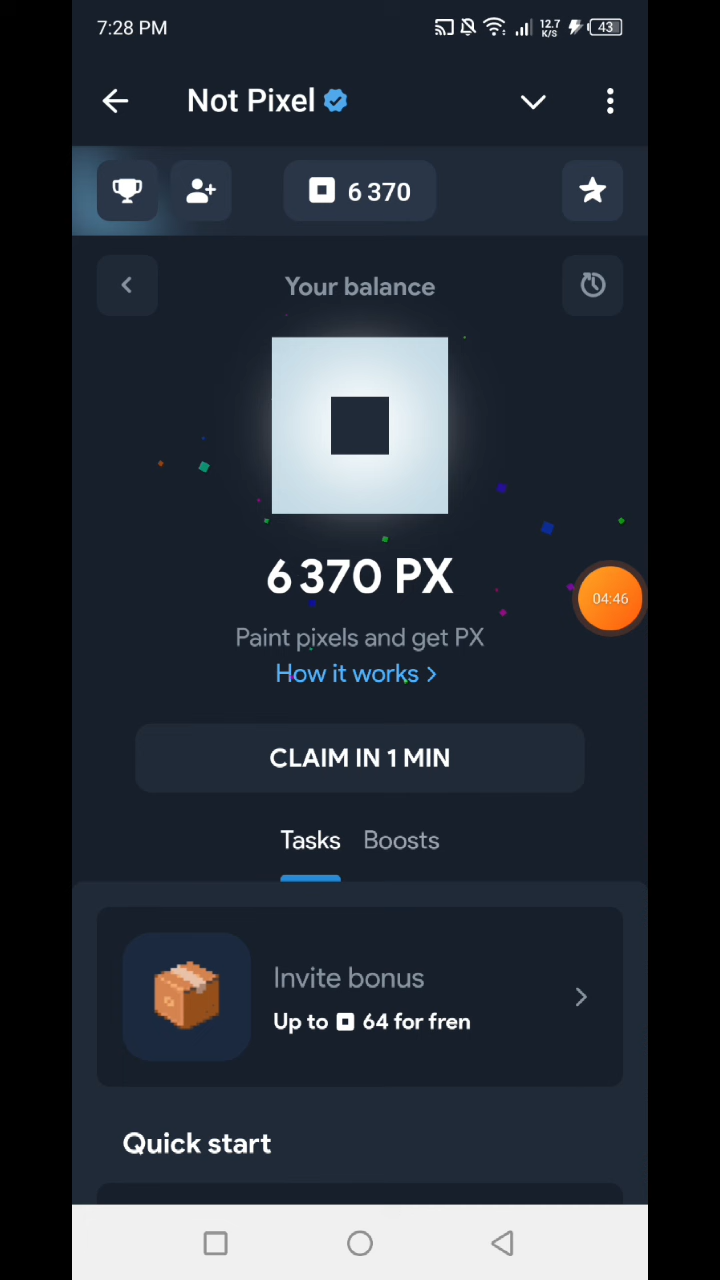 7:28 PM
12.7
K/S
43
Not Pixel
6 370
Your balance
6 370 PX
04:46
Paint pixels and get PX
How it works >
CLAIM IN 1 MIN
Tasks Boosts
Invite bonus
Up to 64 for fren
Quick start